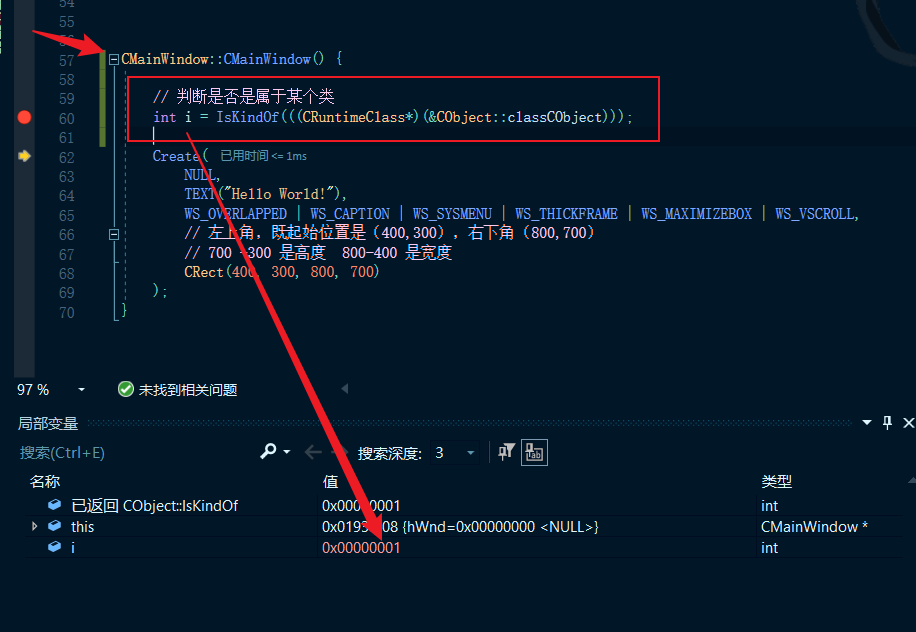 54
55
56
57 CMainWindow::CMainWindow() {
58
59 // 判断是否是属于某个类
60 int i = IsKindOf(((CRuntimeClass*)(&CObject::classCObject)));
61
62 Create( 已用时间 <= 1ms
63 NULL,
64 TEXT("Hello World!"),
65 WS_OVERLAPPED | WS_CAPTION | WS_SYSMENU | WS_THICKFRAME | WS_MAXIMIZEBOX | WS_VSCROLL,
66 // 左上角，既起始位置是（400,300），右下角（800,700）
67 // 700 -300 是高度 800-400 是宽度
68 CRect(400, 300, 800, 700)
69 );
70 }
97 % 未找到相关问题
局部变量
搜索(Ctrl+E) 搜索深度: 3
名称 值 类型
已返回 CObject::IsKindOf 0x00000001 int
this {hWnd=0x00000000 <NULL>} CMainWindow *
i 0x00000001 int